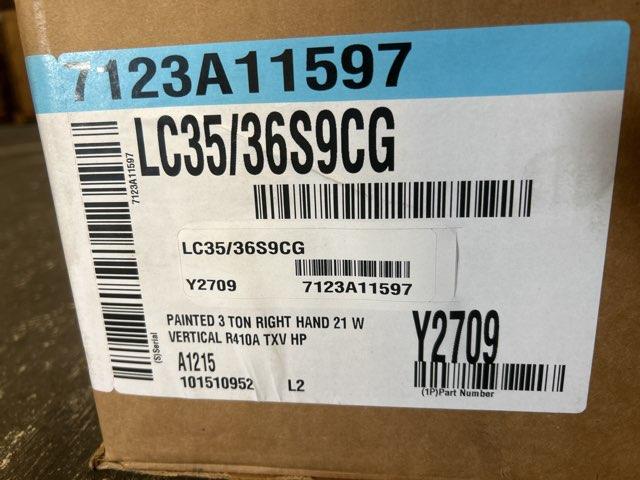 7123A11597
LC35/36S9CG
7123A11597
(S)Serial
LC35/36S9CG
Y2709
7123A11597
PAINTED 3 TON RIGHT HAND 21 W
VERTICAL R410A TXV HP
A1215
101510952 L2
Y2709
(1P)Part Number